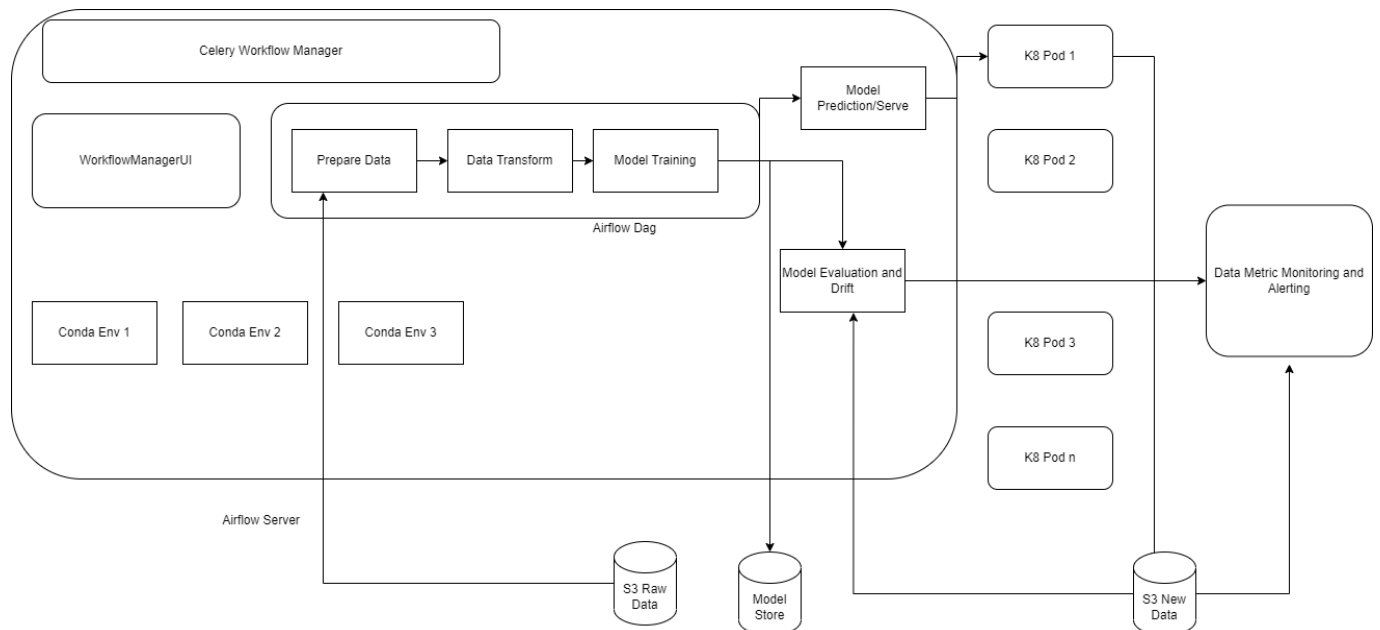 Celery Workflow Manager
K8 Pod 1
Model
Prediction/Serve
WorkflowManagerUI
Prepare Data
Data Transform
Model Training
K8 Pod 2
Airflow Dag
Model Evaluation and
Drift
Data Metric Monitoring and
Alerting
Conda Env 1
Conda Env 2
Conda Env 3
K8 Pod 3
K8 Pod n
Airflow Server
S3 Raw
Data
Model
Store
S3 New
Data